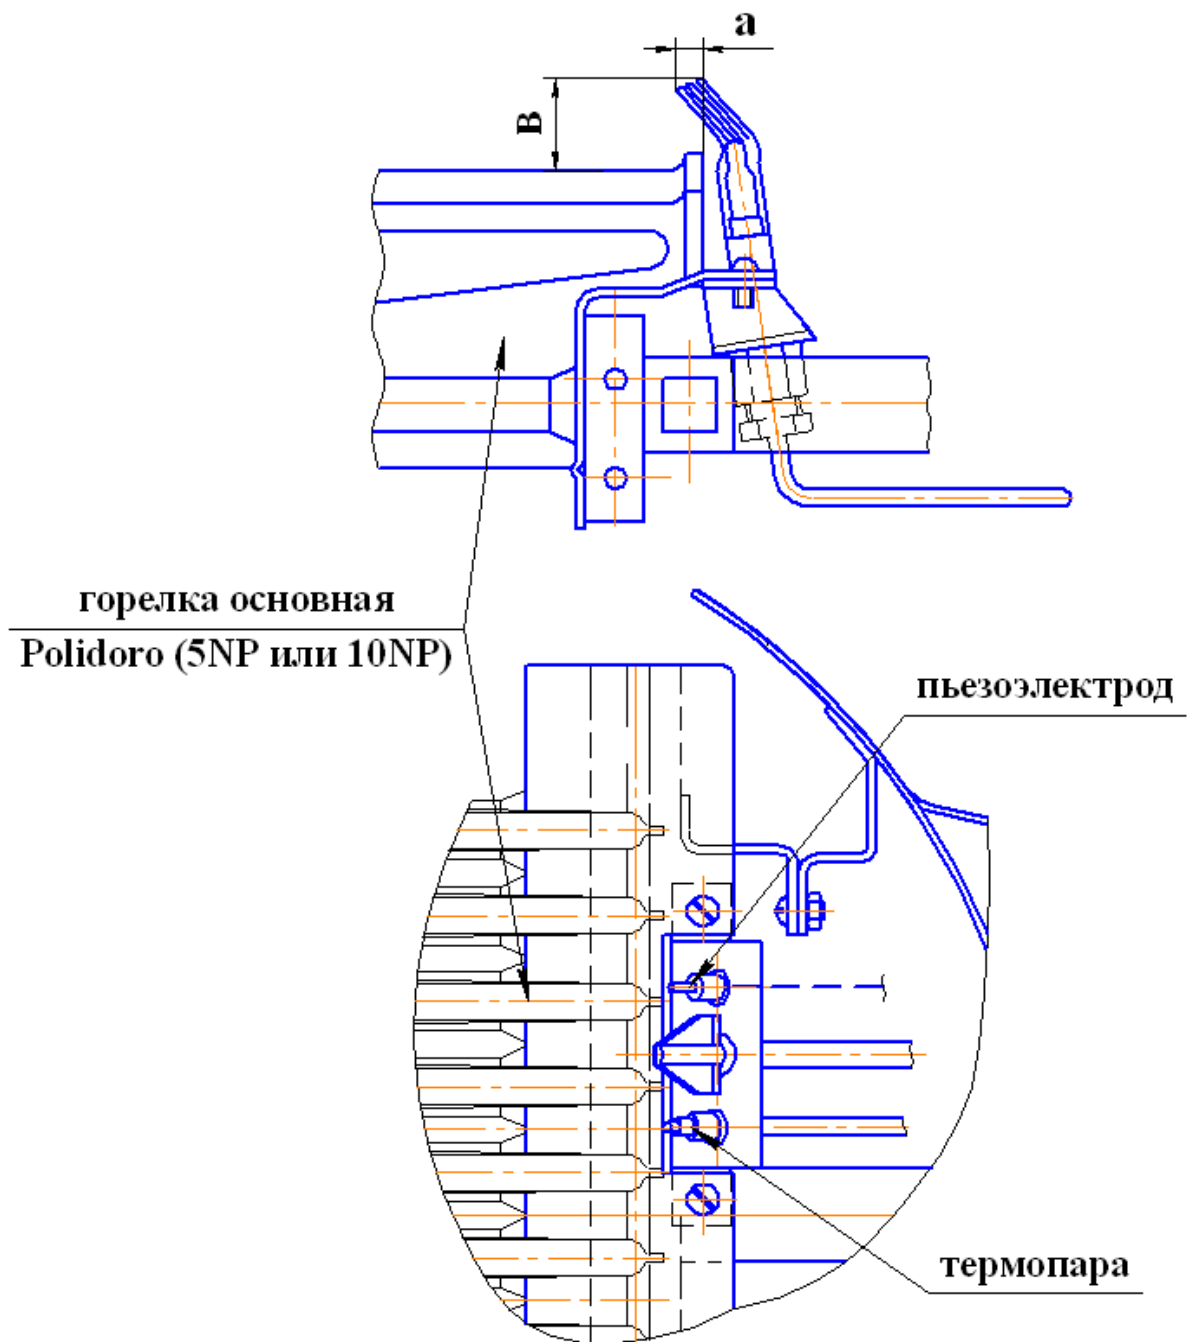 а
В
горелка основная
Polidoro (5NP или 10NP)
пьезоэлектрод
термопара